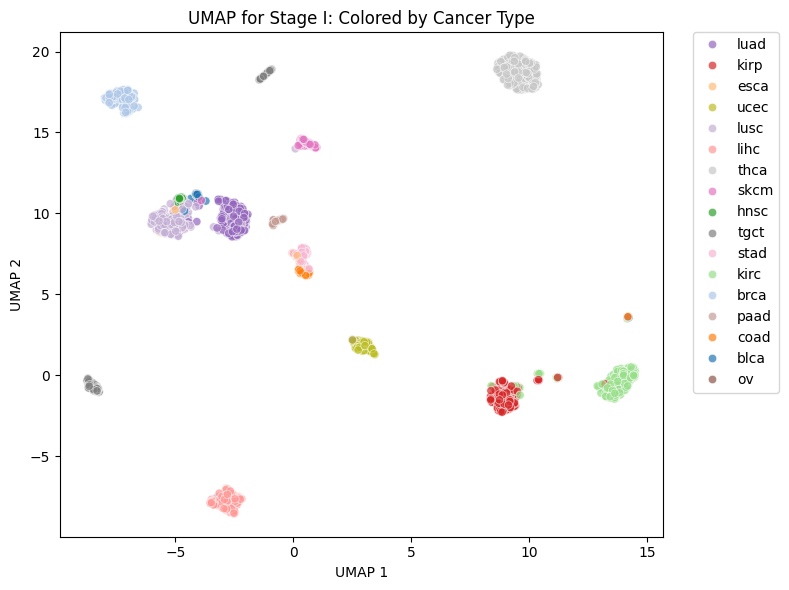 UMAP for Stage I: Colored by Cancer Type
20
15
10
5
0
−5
UMAP 2
−5
0
5
10
15
UMAP 1
luad
kirp
esca
ucec
lusc
lihc
thca
skcm
hnsc
tgct
stad
kirc
brca
paad
coad
blca
ov